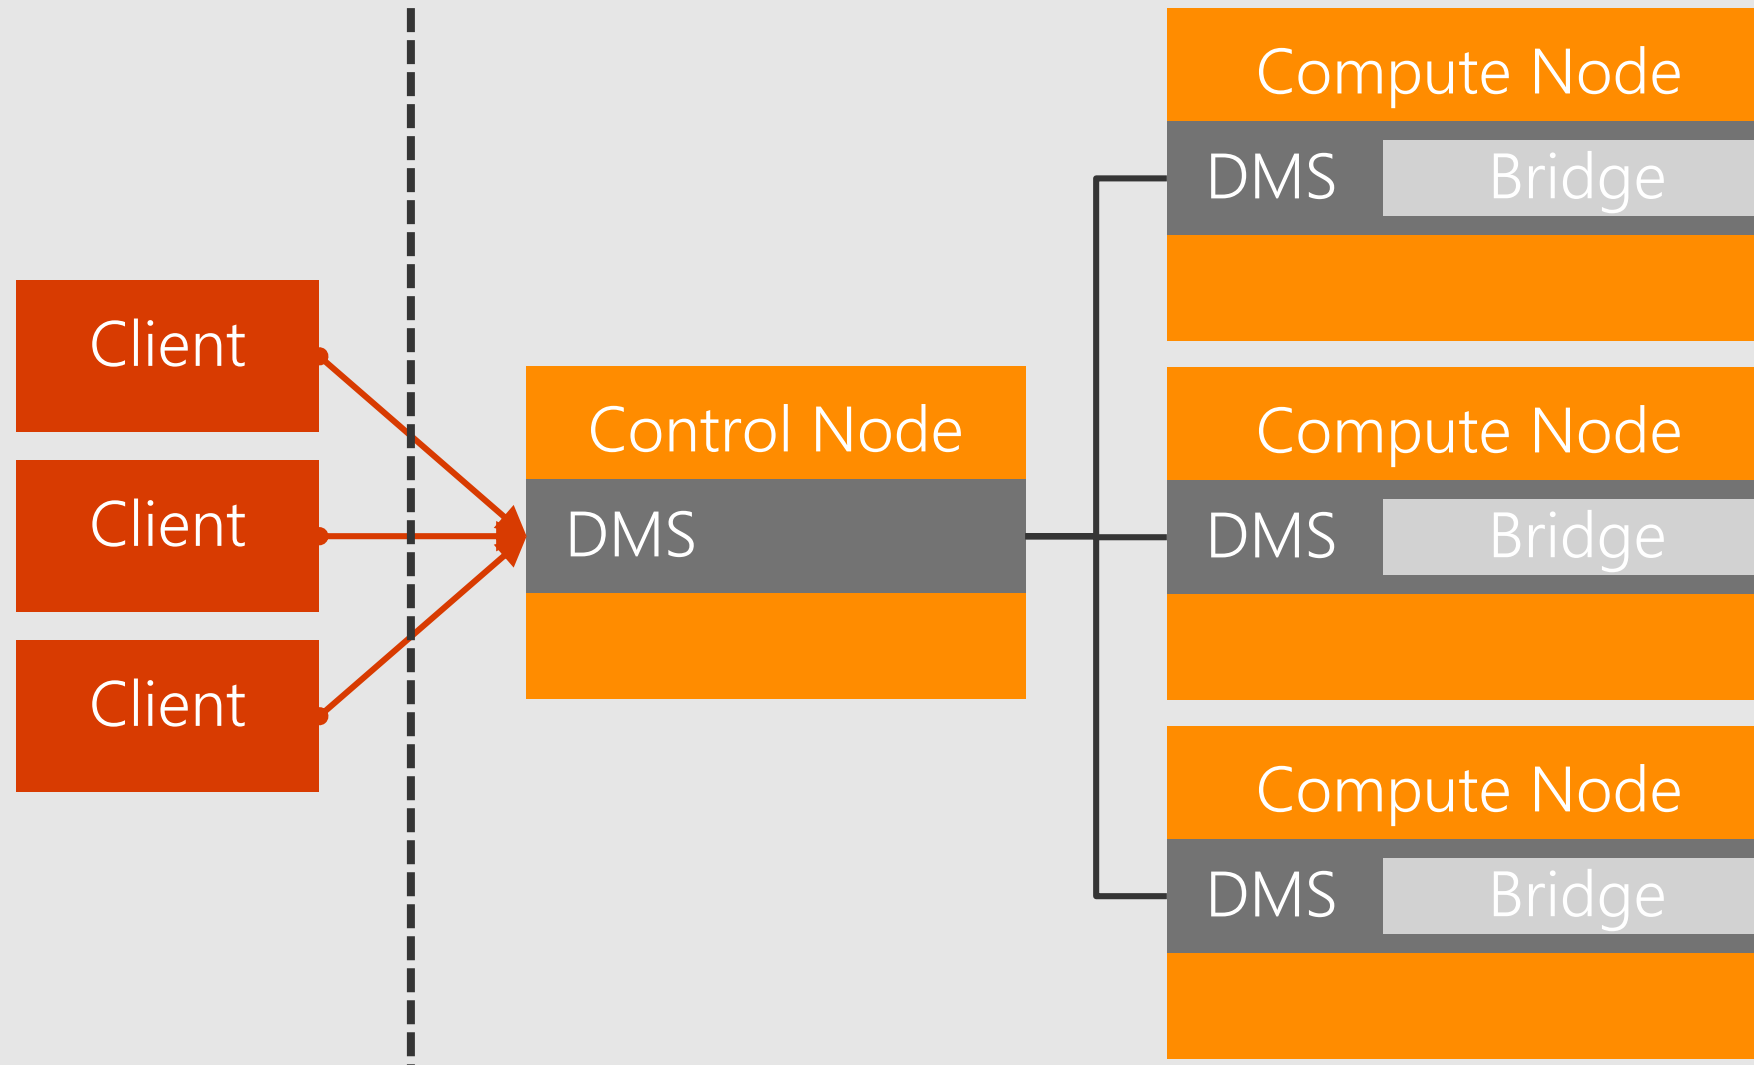 Client
Client
Client
Control Node
DMS
Compute Node
DMS Bridge
Compute Node
DMS Bridge
Compute Node
DMS Bridge